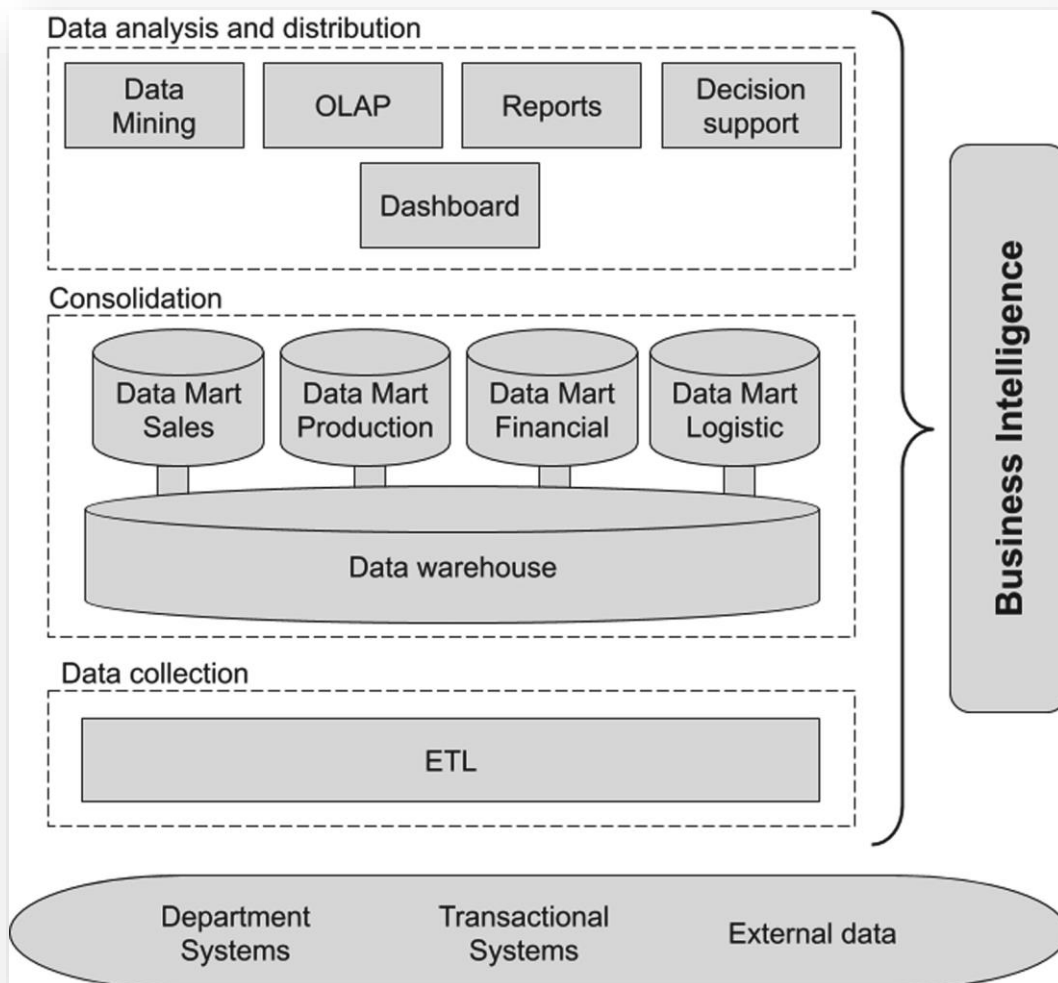 Data analysis and distribution
Data
Mining
OLAP
Reports
Decision
support
Dashboard
Consolidation
Data Mart
Sales
Data Mart
Production
Data Mart
Financial
Data Mart
Logistic
Data warehouse
Data collection
ETL
Business Intelligence
Department
Systems
Transactional
Systems
External data